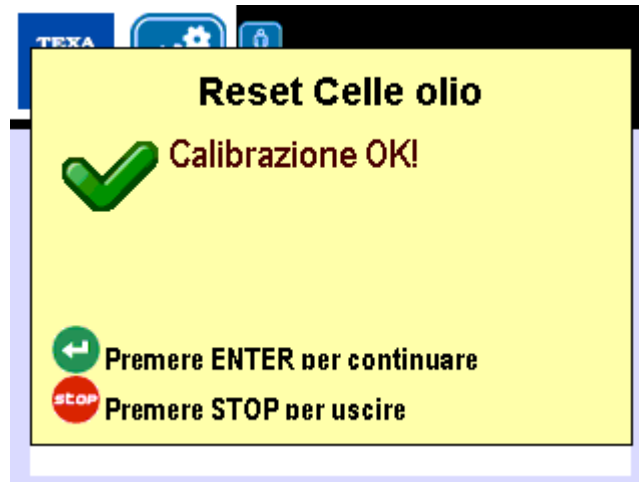 TEXA
Reset Celle olio
Calibrazione OK!
Premere ENTER per continuare
stop Premere STOP per uscire